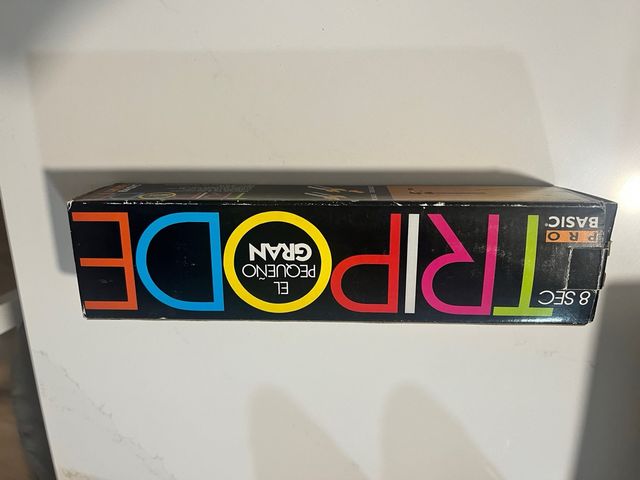 8 SEC
TRIPODE
EL
PEQUEÑO
GRAN
PRO
BASIC